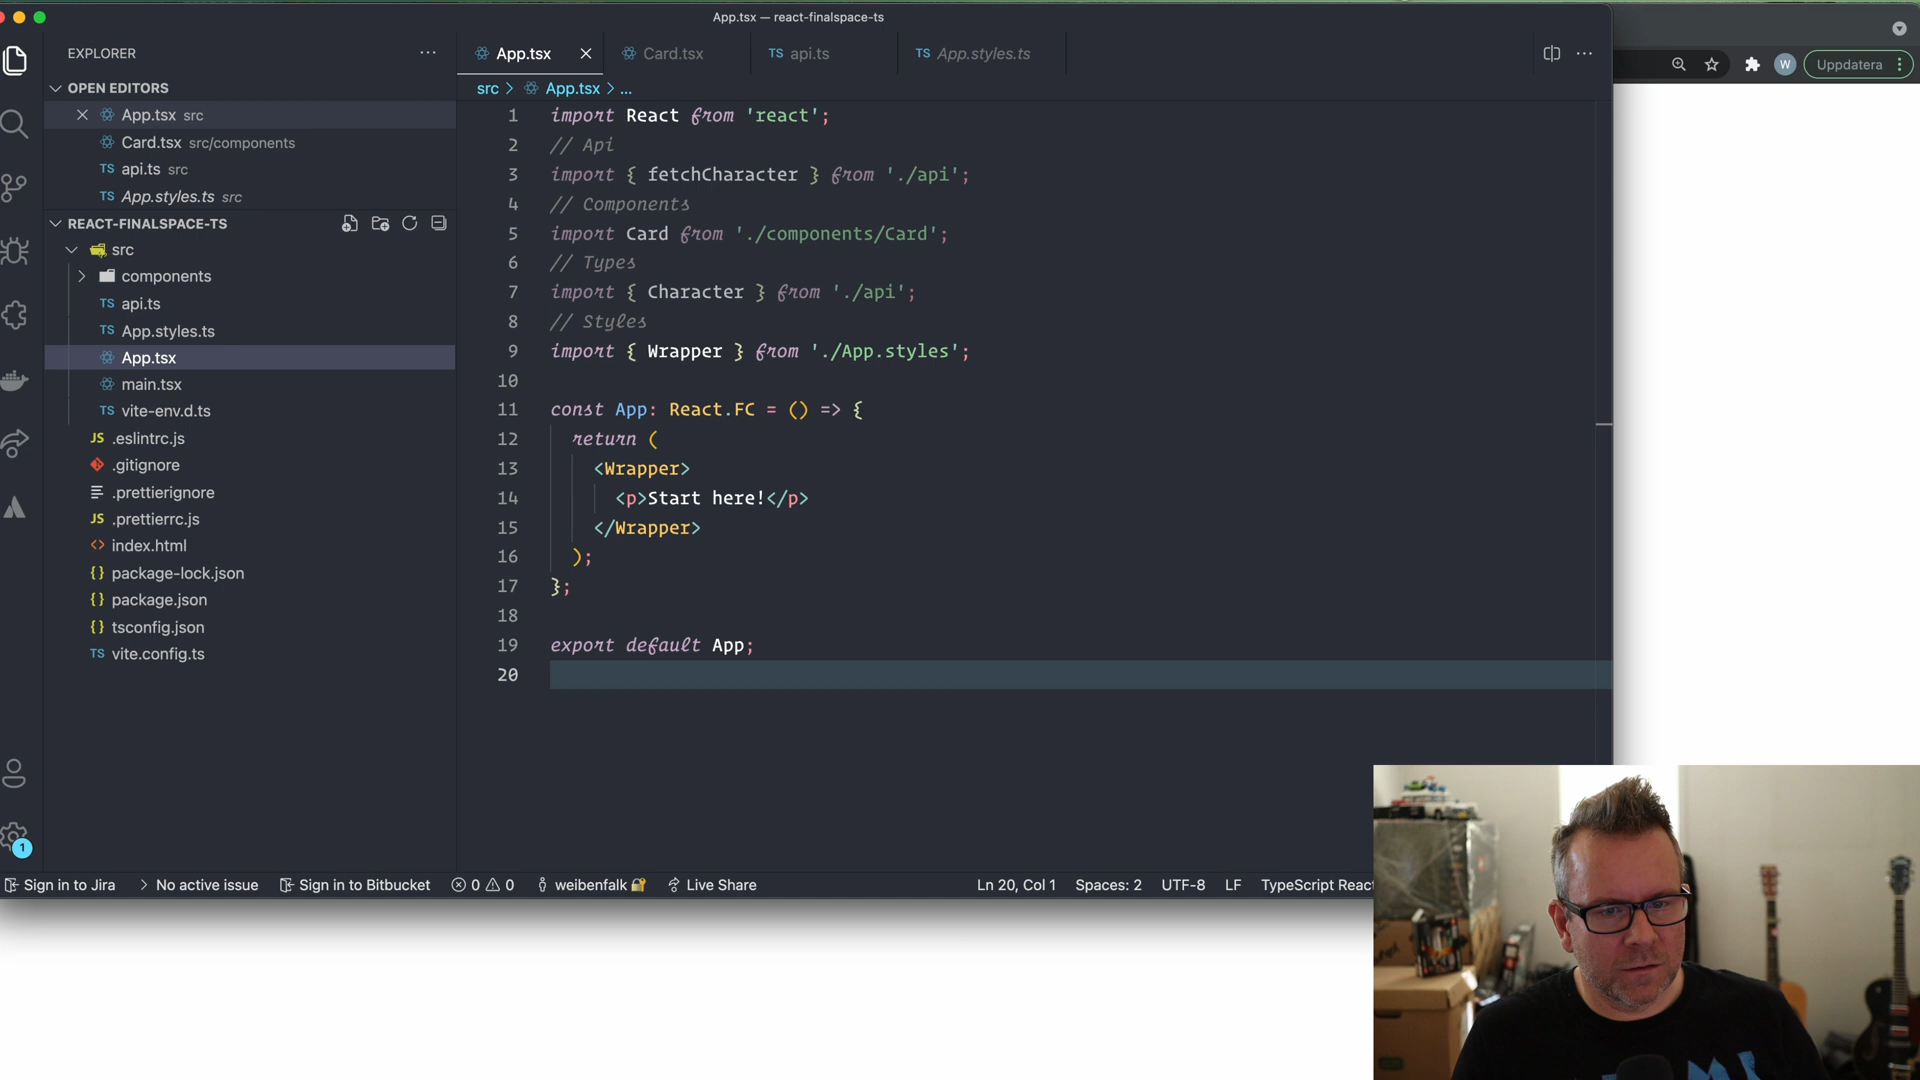 App.tsx — react-finalspace-ts
W
Uppdatera
EXPLORER
OPEN EDITORS
App.tsx src
Card.tsx src/components
TS api.ts src
TS App.styles.ts src
REACT-FINALSPACE-TS
src
components
TS api.ts
TS App.styles.ts
App.tsx
main.tsx
TS vite-env.d.ts
JS .eslintrc.js
.gitignore
.prettierignore
JS .prettierrc.js
<> index.html
{} package-lock.json
{} package.json
{} tsconfig.json
TS vite.config.ts
1
App.tsx
Card.tsx
TS api.ts
TS App.styles.ts
src > App.tsx > ...
1 import React from 'react';
2 // Api
3 import { fetchCharacter } from './api';
4 // Components
5 import Card from './components/Card';
6 // Types
7 import { Character } from './api';
8 // Styles
9 import { Wrapper } from './App.styles';
10
11 const App: React.FC = () => {
12 return (
13 <Wrapper>
14 <p>Start here!</p>
15 </Wrapper>
16 );
17 };
18
19 export default App;
20
Sign in to Jira
No active issue
Sign in to Bitbucket
0
0
weibenfalk
Live Share
Ln 20, Col 1
Spaces: 2
UTF-8
LF
TypeScript React